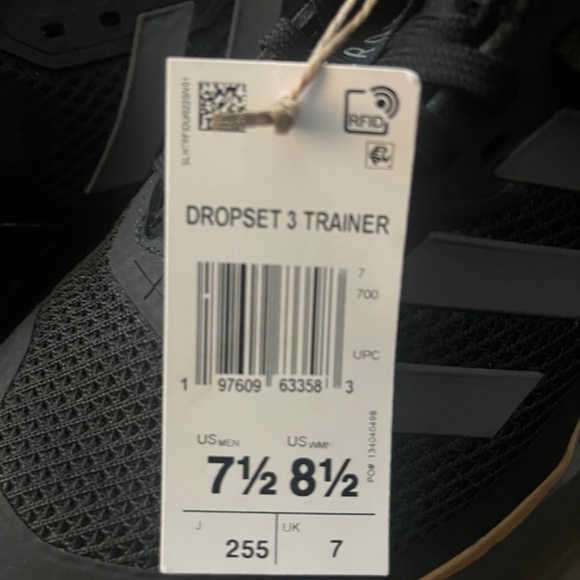 RFID
DROPSET 3 TRAINER
7
700
UPC
1 97609 63358 3
US MEN US WMN
7½ 8½
PO# 134040498
J 255 UK 7